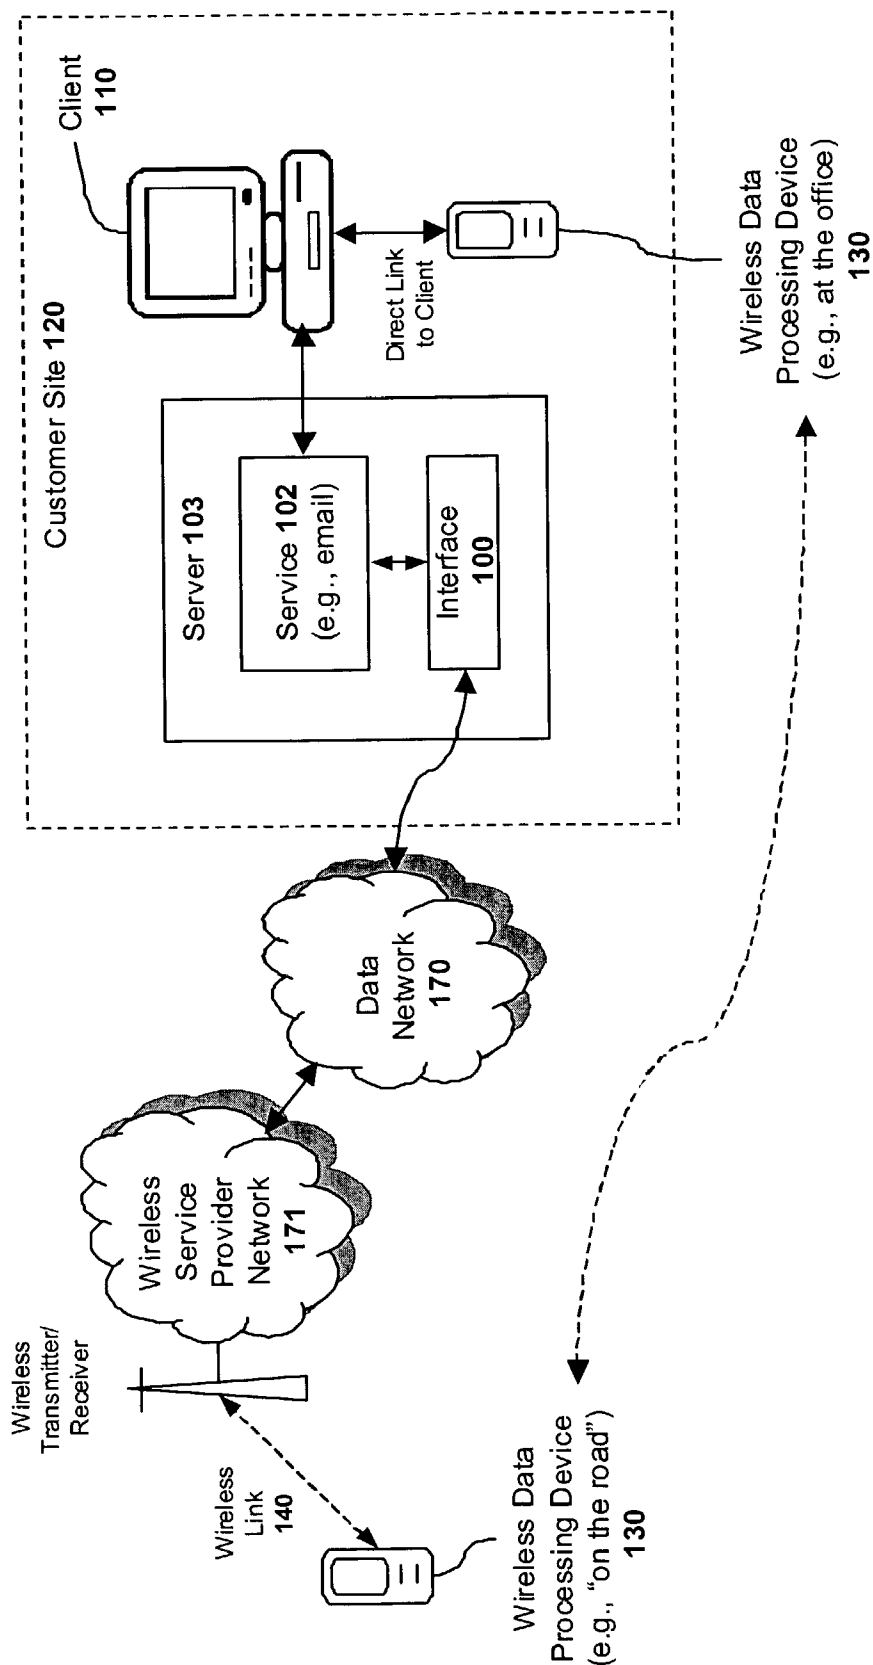 Customer Site 120
Client
110
Server 103
Service 102
(e.g., email)
Interface
100
Direct Link
to Client
Wireless Data
Processing Device
(e.g., at the office)
130
Data
Network
170
Wireless
Service
Provider
Network
171
Wireless
Transmitter/
Receiver
Wireless
Link
140
Wireless Data
Processing Device
(e.g., “on the road”)
130